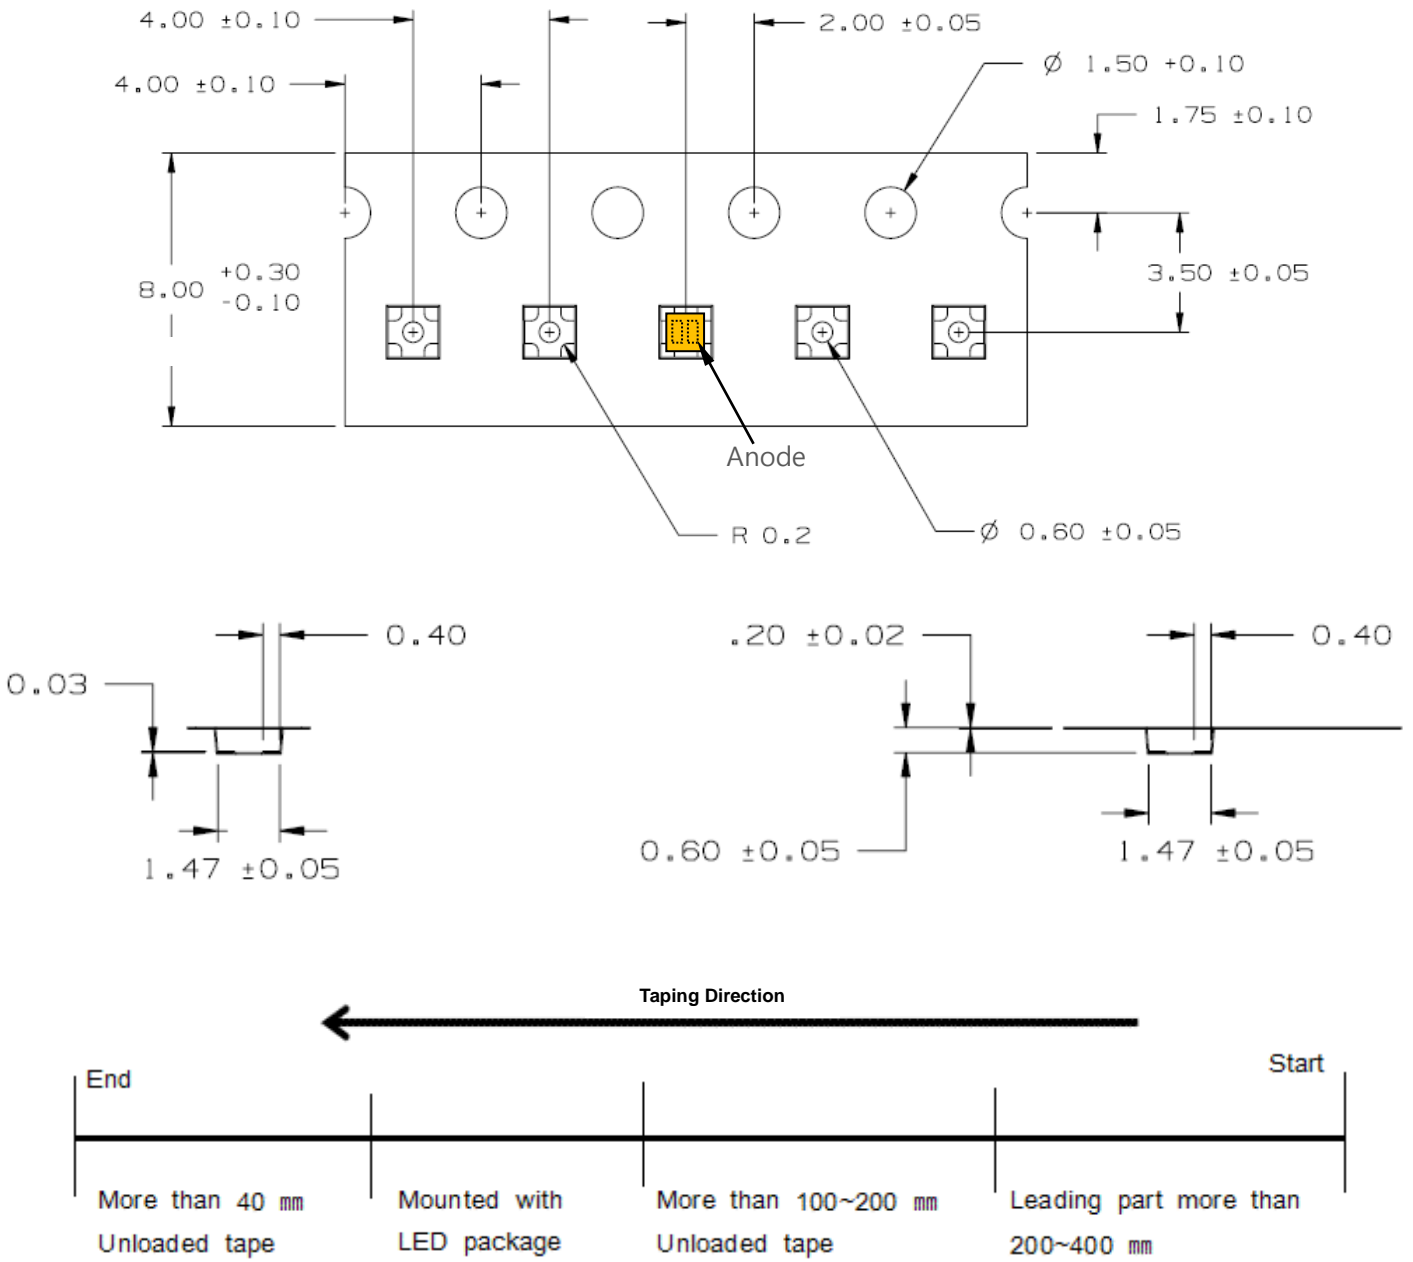 4.00 ±0.10
2.00 ±0.05
Ø 1.50 +0.10
4.00 ±0.10
1.75 ±0.10
8.00 +0.30 -0.10
3.50 ±0.05
Anode
R 0.2
Ø 0.60 ±0.05
0.40
.20 ±0.02
0.40
0.03
0.60 ±0.05
1.47 ±0.05
1.47 ±0.05
Taping Direction
End
Start
More than 40 ㎜
Unloaded tape
Mounted with
LED package
More than 100~200 ㎜
Unloaded tape
Leading part more than
200~400 ㎜